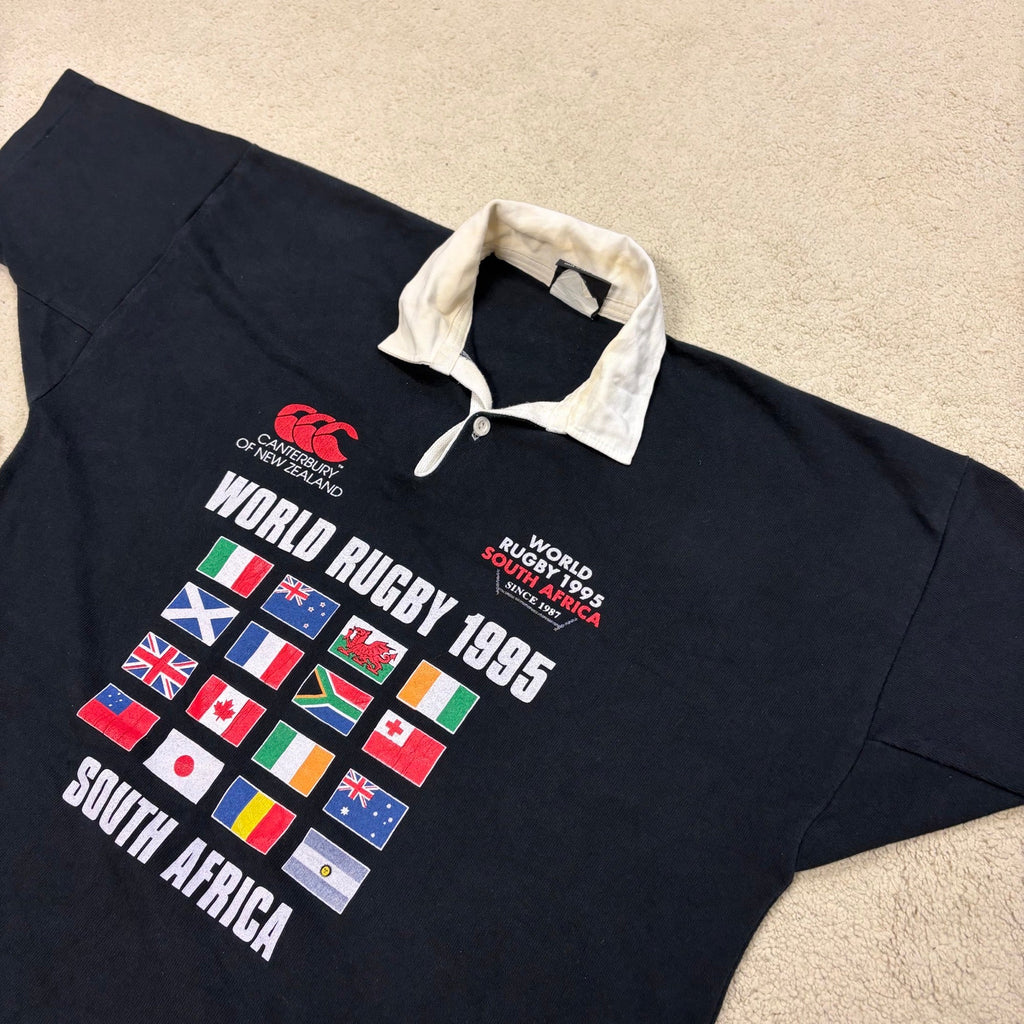 CANTERBURY
OF NEW ZEALAND
WORLD RUGBY 1995
SOUTH AFRICA
WORLD
RUGBY 1995
SOUTH AFRICA
SINCE 1987